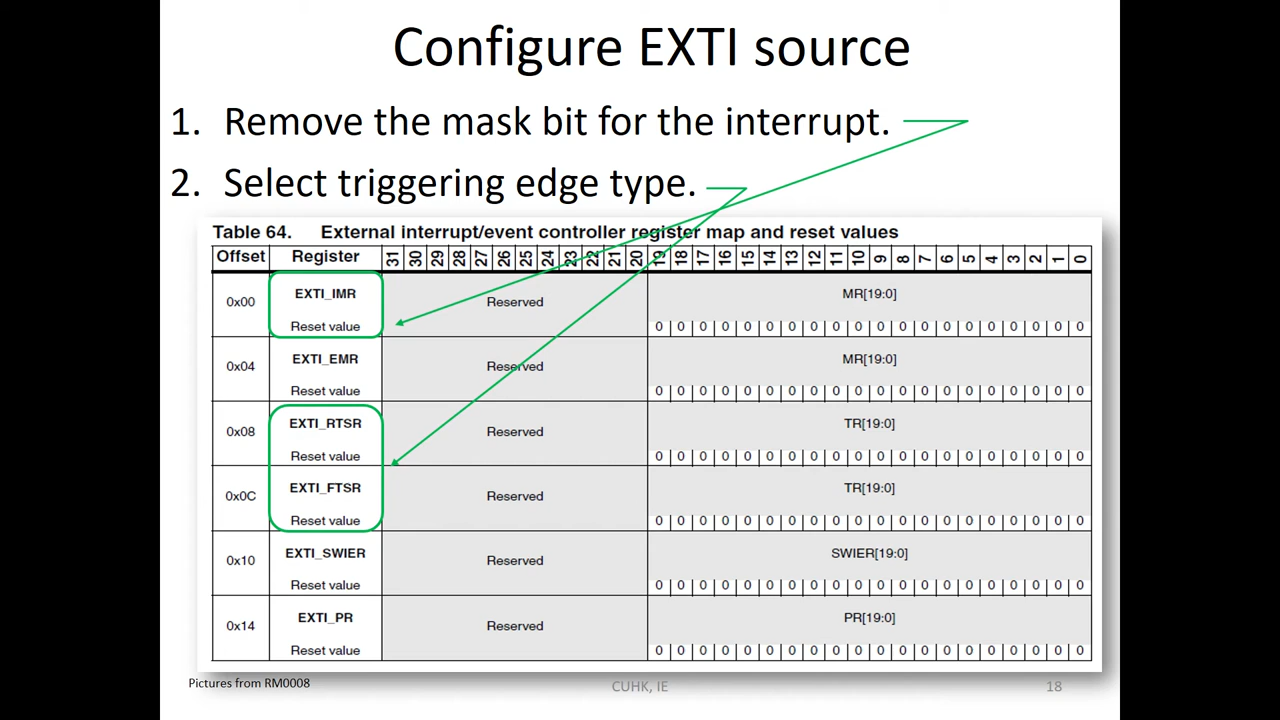 Configure EXTI source
1. Remove the mask bit for the interrupt.
2. Select triggering edge type.
Table 64. External interrupt/event controller register map and reset values
Offset Register 31 30 29 28 27 26 25 24 23 22 21 20 19 18 17 16 15 14 13 12 11 10 9 8 7 6 5 4 3 2 1 0
0x00 EXTI_IMR Reserved MR[19:0]
Reset value 0 0 0 0 0 0 0 0 0 0 0 0 0 0 0 0 0 0 0 0
0x04 EXTI_EMR Reserved MR[19:0]
Reset value 0 0 0 0 0 0 0 0 0 0 0 0 0 0 0 0 0 0 0 0
0x08 EXTI_RTSR Reserved TR[19:0]
Reset value 0 0 0 0 0 0 0 0 0 0 0 0 0 0 0 0 0 0 0 0
0x0C EXTI_FTSR Reserved TR[19:0]
Reset value 0 0 0 0 0 0 0 0 0 0 0 0 0 0 0 0 0 0 0 0
0x10 EXTI_SWIER Reserved SWIER[19:0]
Reset value 0 0 0 0 0 0 0 0 0 0 0 0 0 0 0 0 0 0 0 0
0x14 EXTI_PR Reserved PR[19:0]
Reset value 0 0 0 0 0 0 0 0 0 0 0 0 0 0 0 0 0 0 0 0
Pictures from RM0008 CUHK, IE 18